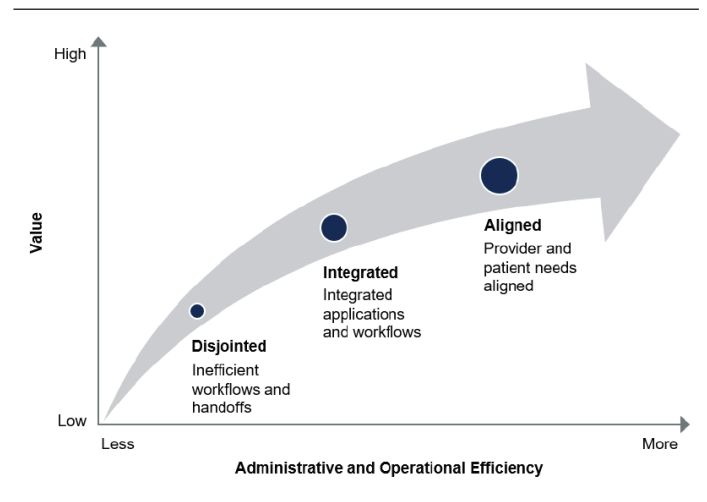 High
Value
Aligned
Provider and
patient needs
aligned
Integrated
Integrated
applications
and workflows
Disjointed
Inefficient
workflows and
handoffs
Low
Less
More
Administrative and Operational Efficiency